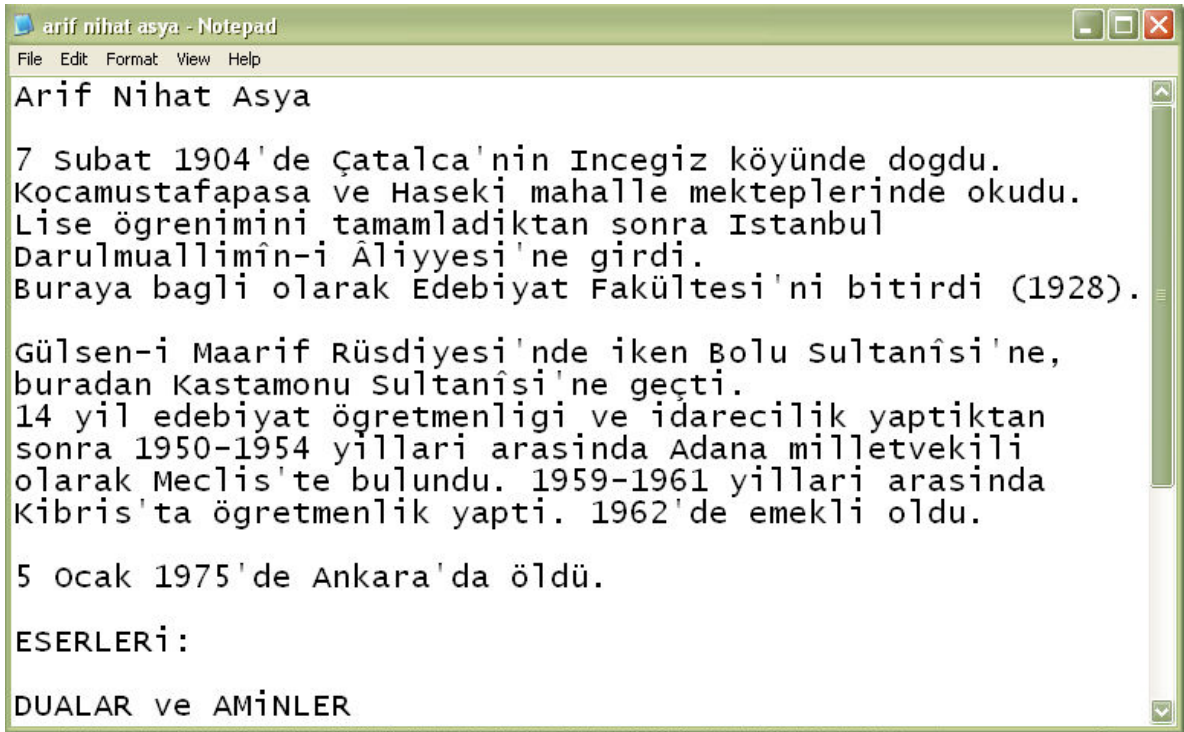 arif nihat asya - Notepad
File Edit Format View Help
Arif Nihat Asya
7 Subat 1904'de Çatalca'nin Incegiz köyünde dogdu.
Kocamustafapasa ve Haseki mahalle mekteplerinde okudu.
Lise ögrenimini tamamladiktan sonra Istanbul
Darulmuallimîn-i Âliyyesi'ne girdi.
Buraya bagli olarak Edebiyat Fakültesi'ni bitirdi (1928).
Gülsen-i Maarif Rüsdiyesi'nde iken Bolu Sultanîsi'ne,
buradan Kastamonu Sultanîsi'ne geçti.
14 yil edebiyat ögretmenligi ve idarecilik yaptiktan
sonra 1950-1954 yillari arasinda Adana milletvekili
olarak Meclis'te bulundu. 1959-1961 yillari arasinda
Kibris'ta ögretmenlik yapti. 1962'de emekli oldu.
5 Ocak 1975'de Ankara'da öldü.
ESERLERi:
DUALAR ve AMiNLER